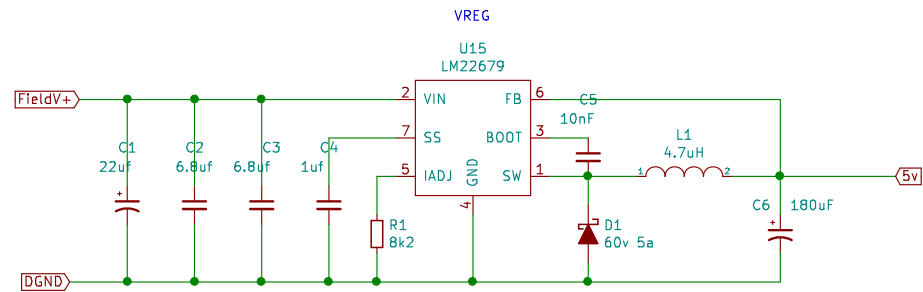 VREG
U15
LM22679
FieldV+
2 VIN FB 6
C5
10nF
7 SS BOOT 3
C1 C2 C3 C4
22uf 6.8uf 6.8uf 1uf
L1
4.7uH
5 IADJ GND SW 1
1 2
5v
4
C6 180uF
+
+
R1
8k2
D1
60v 5a
DGND